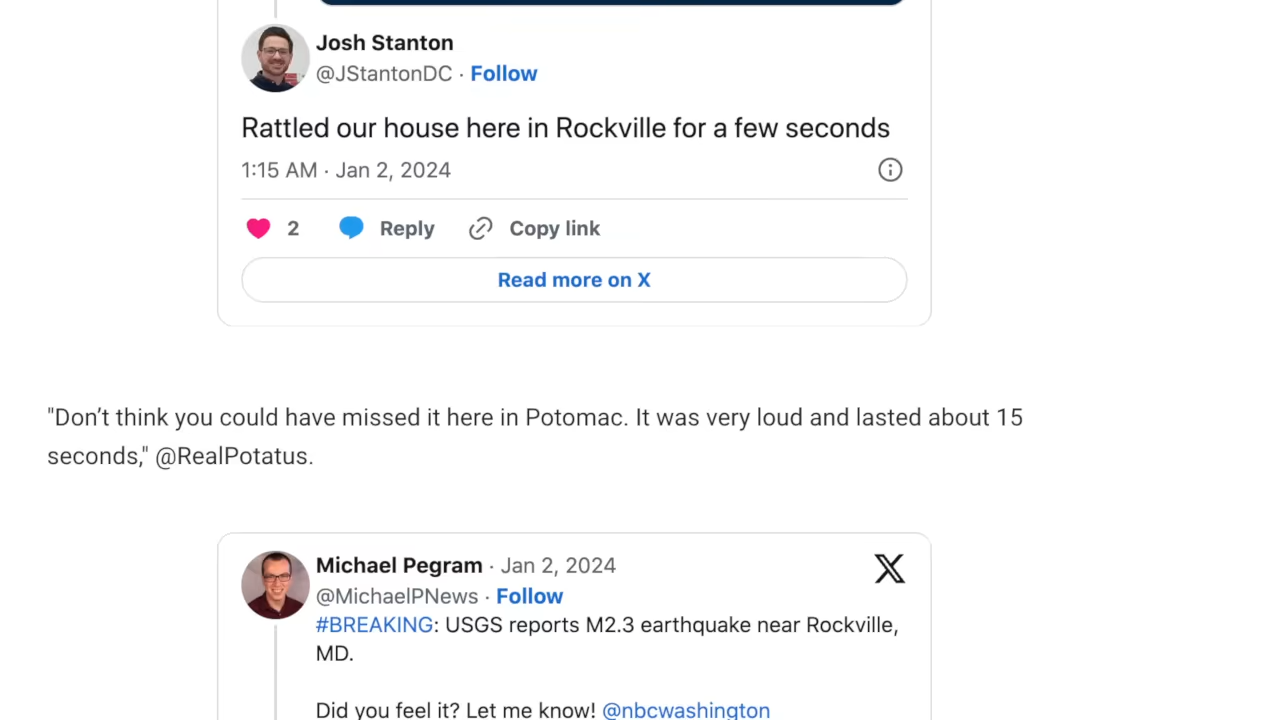 Josh Stanton
@JStantonDC · Follow
Rattled our house here in Rockville for a few seconds
1:15 AM · Jan 2, 2024
2 Reply Copy link
Read more on X
"Don’t think you could have missed it here in Potomac. It was very loud and lasted about 15
seconds," @RealPotatus.
Michael Pegram · Jan 2, 2024
@MichaelPNews · Follow
#BREAKING: USGS reports M2.3 earthquake near Rockville,
MD.
Did you feel it? Let me know! @nbcwashington